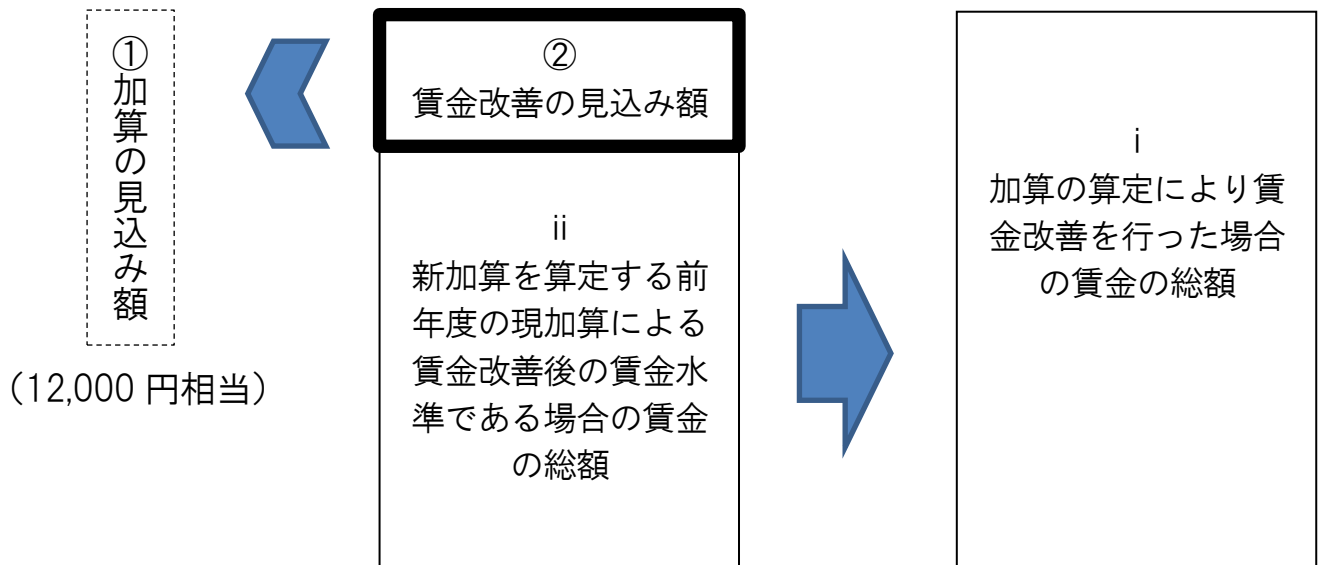 ①加算の見込み額
（12,000 円相当）
②
賃金改善の見込み額
ⅱ
新加算を算定する前
年度の現加算による
賃金改善後の賃金水
準である場合の賃金
の総額
ⅰ
加算の算定により賃
金改善を行った場合
の賃金の総額